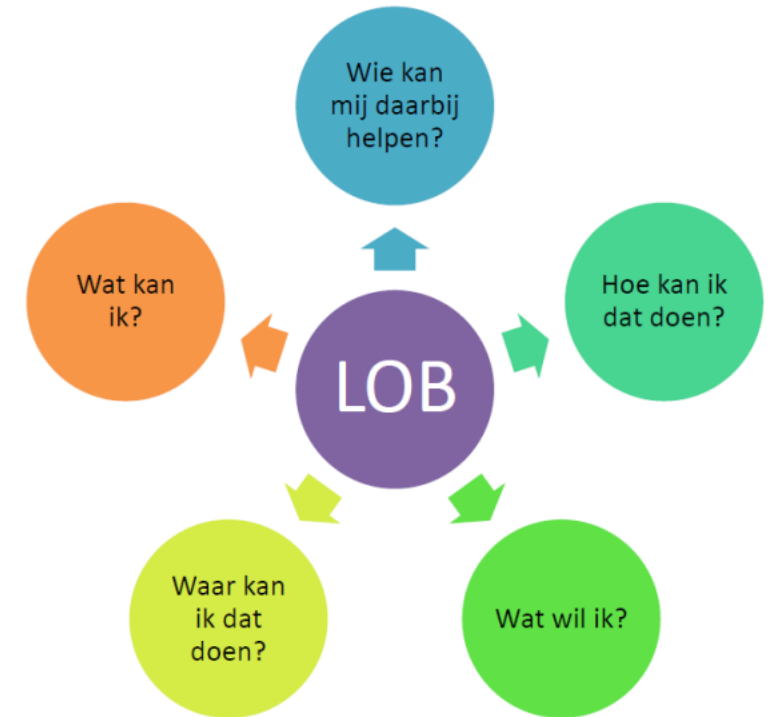 Wie kan
mij daarbij
helpen?
Wat kan
ik?
Hoe kan ik
dat doen?
LOB
Waar kan
ik dat
doen?
Wat wil ik?